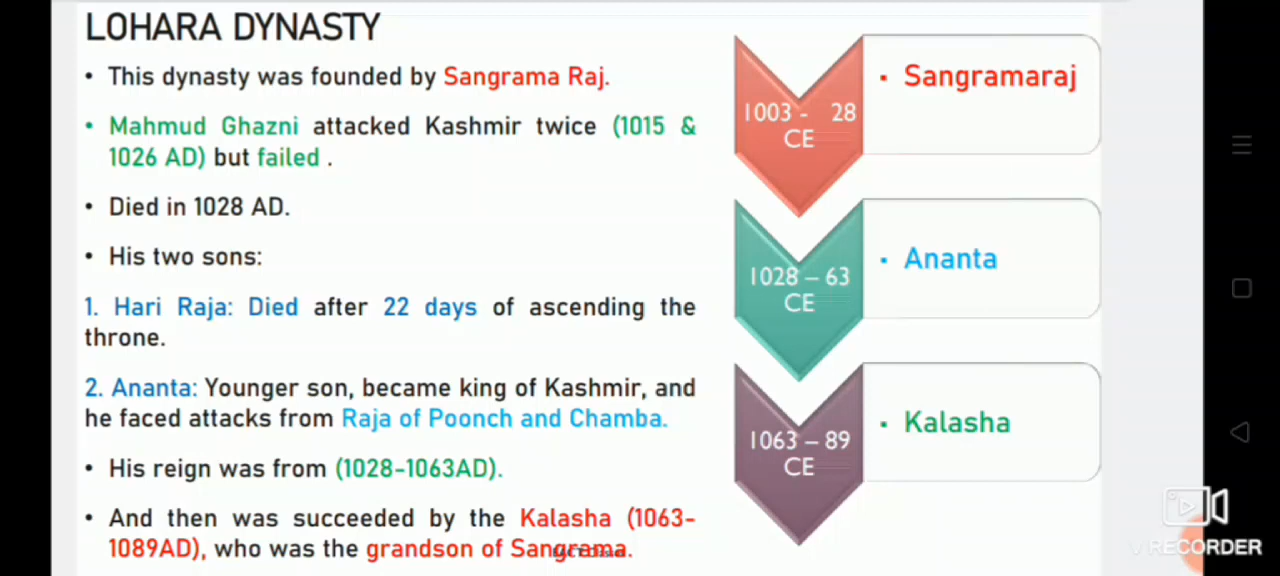 LOHARA DYNASTY
• This dynasty was founded by Sangrama Raj.
• Mahmud Ghazni attacked Kashmir twice (1015 &
1026 AD) but failed .
• Died in 1028 AD.
• His two sons:
1. Hari Raja: Died after 22 days of ascending the
throne.
2. Ananta: Younger son, became king of Kashmir, and
he faced attacks from Raja of Poonch and Chamba.
• His reign was from (1028-1063AD).
• And then was succeeded by the Kalasha (1063-
1089AD), who was the grandson of Sangrama.
1003 - 28
CE
• Sangramaraj
1028 – 63
CE
• Ananta
1063 – 89
CE
• Kalasha
V RECORDER